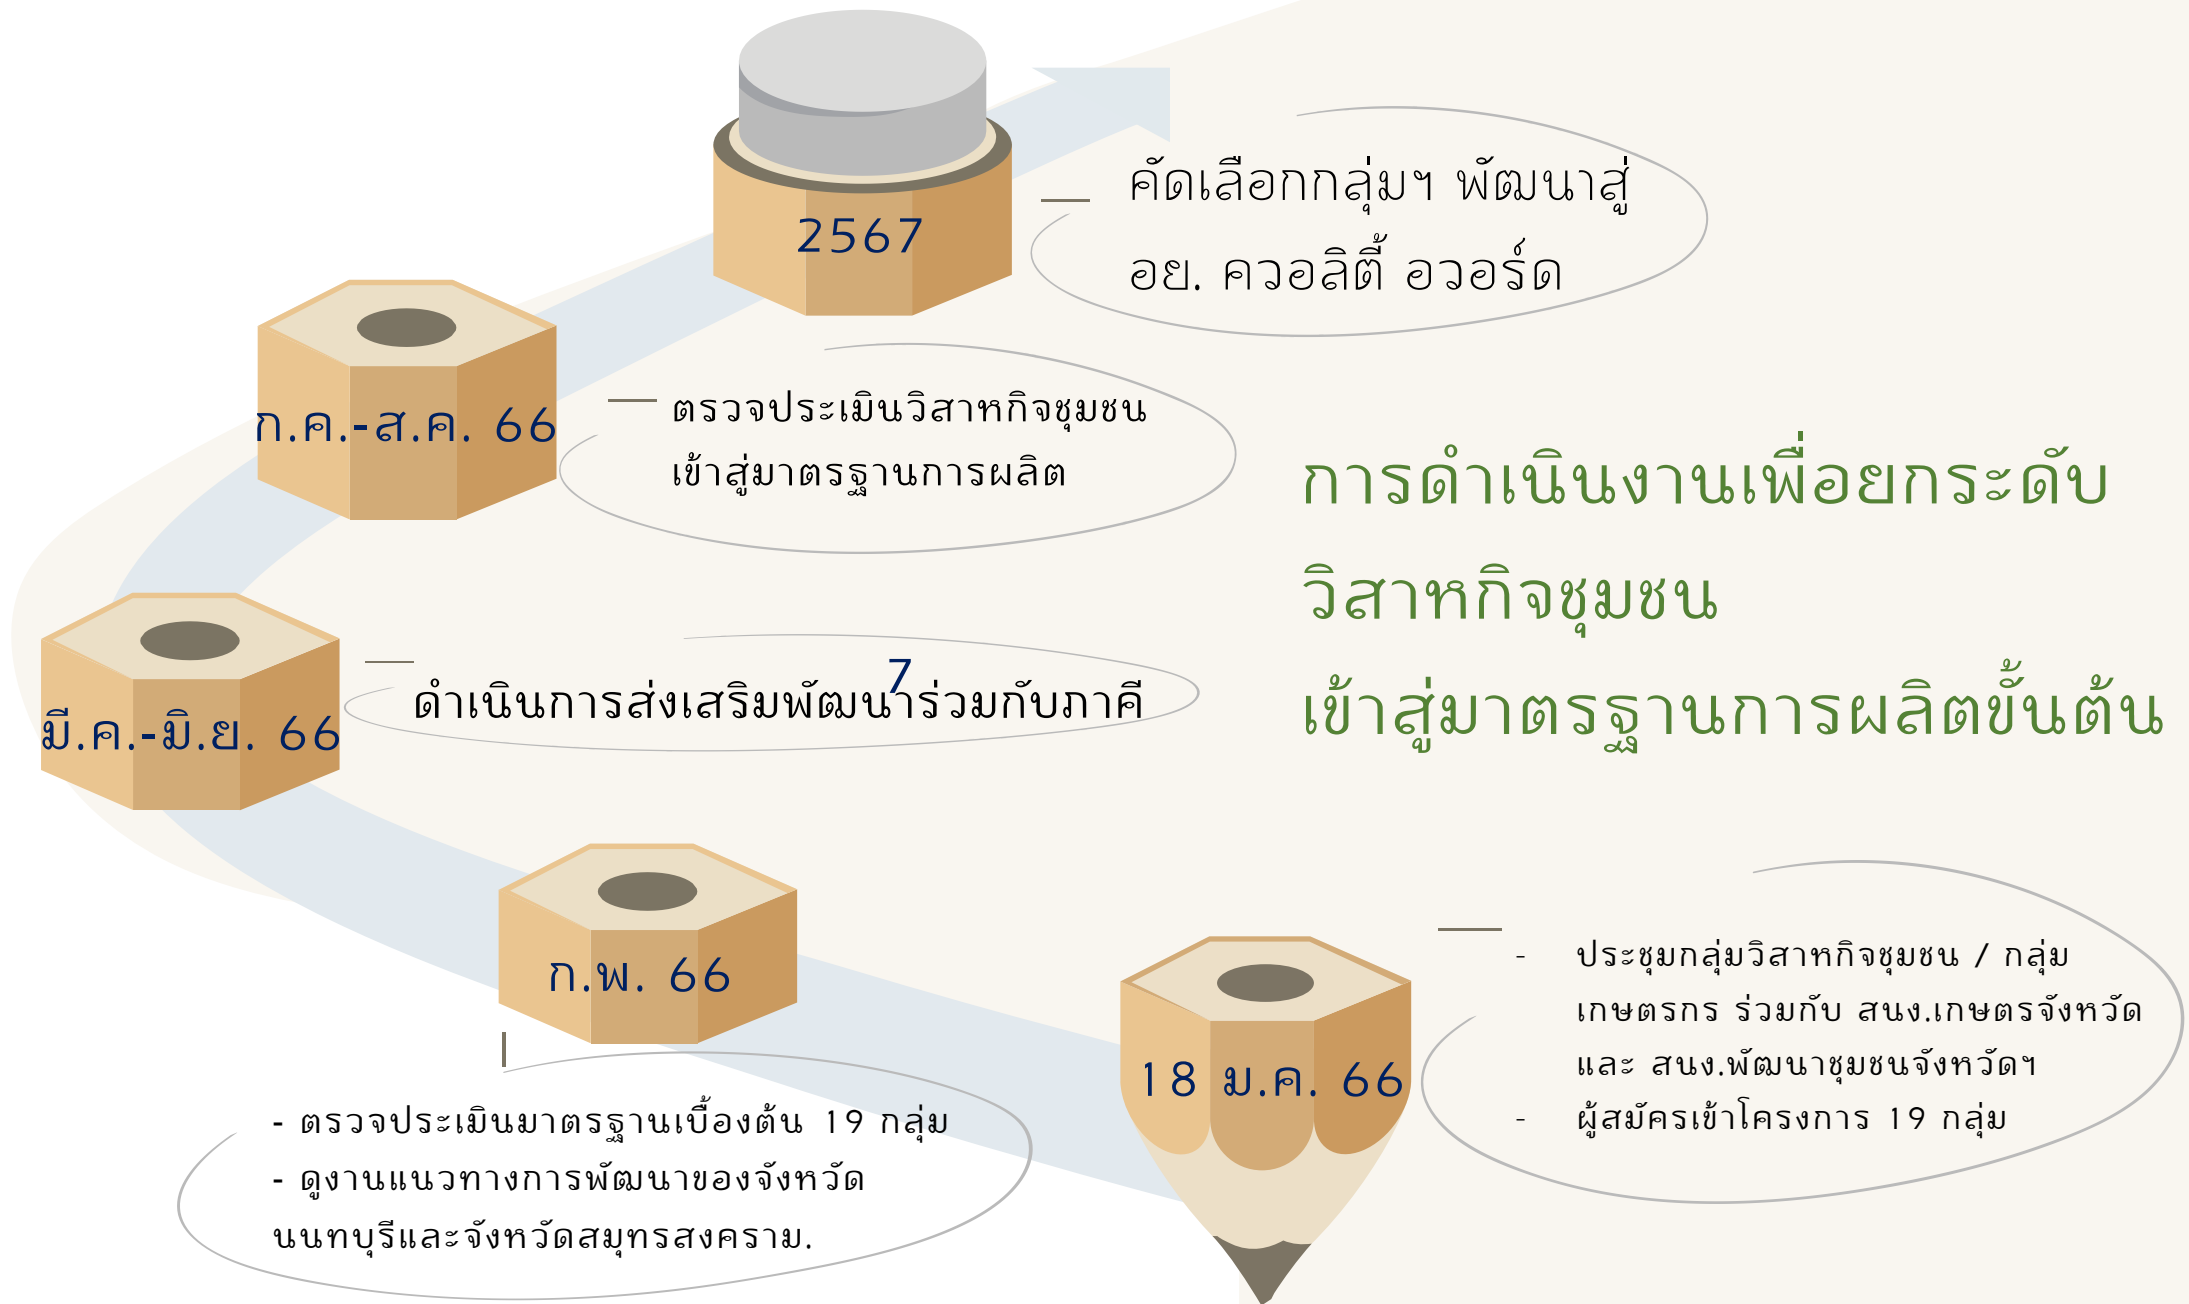 2567
คัดเลือกกลุ่มฯ พัฒนาสู่
อย. ควอลิตี้ อวอร์ด
ก.ค.-ส.ค. 66
ตรวจประเมินวิสาหกิจชุมชน
เข้าสู่มาตรฐานการผลิต
การดำเนินงานเพื่อยกระดับ
วิสาหกิจชุมชน
เข้าสู่มาตรฐานการผลิตขั้นต้น
มี.ค.-มิ.ย. 66
7
ดำเนินการส่งเสริมพัฒนาร่วมกับภาคี
ก.พ. 66
- ตรวจประเมินมาตรฐานเบื้องต้น 19 กลุ่ม
- ดูงานแนวทางการพัฒนาของจังหวัด
นนทบุรีและจังหวัดสมุทรสงคราม.
18 ม.ค. 66
- ประชุมกลุ่มวิสาหกิจชุมชน / กลุ่ม
เกษตรกร ร่วมกับ สนง.เกษตรจังหวัด
และ สนง.พัฒนาชุมชนจังหวัดฯ
- ผู้สมัครเข้าโครงการ 19 กลุ่ม